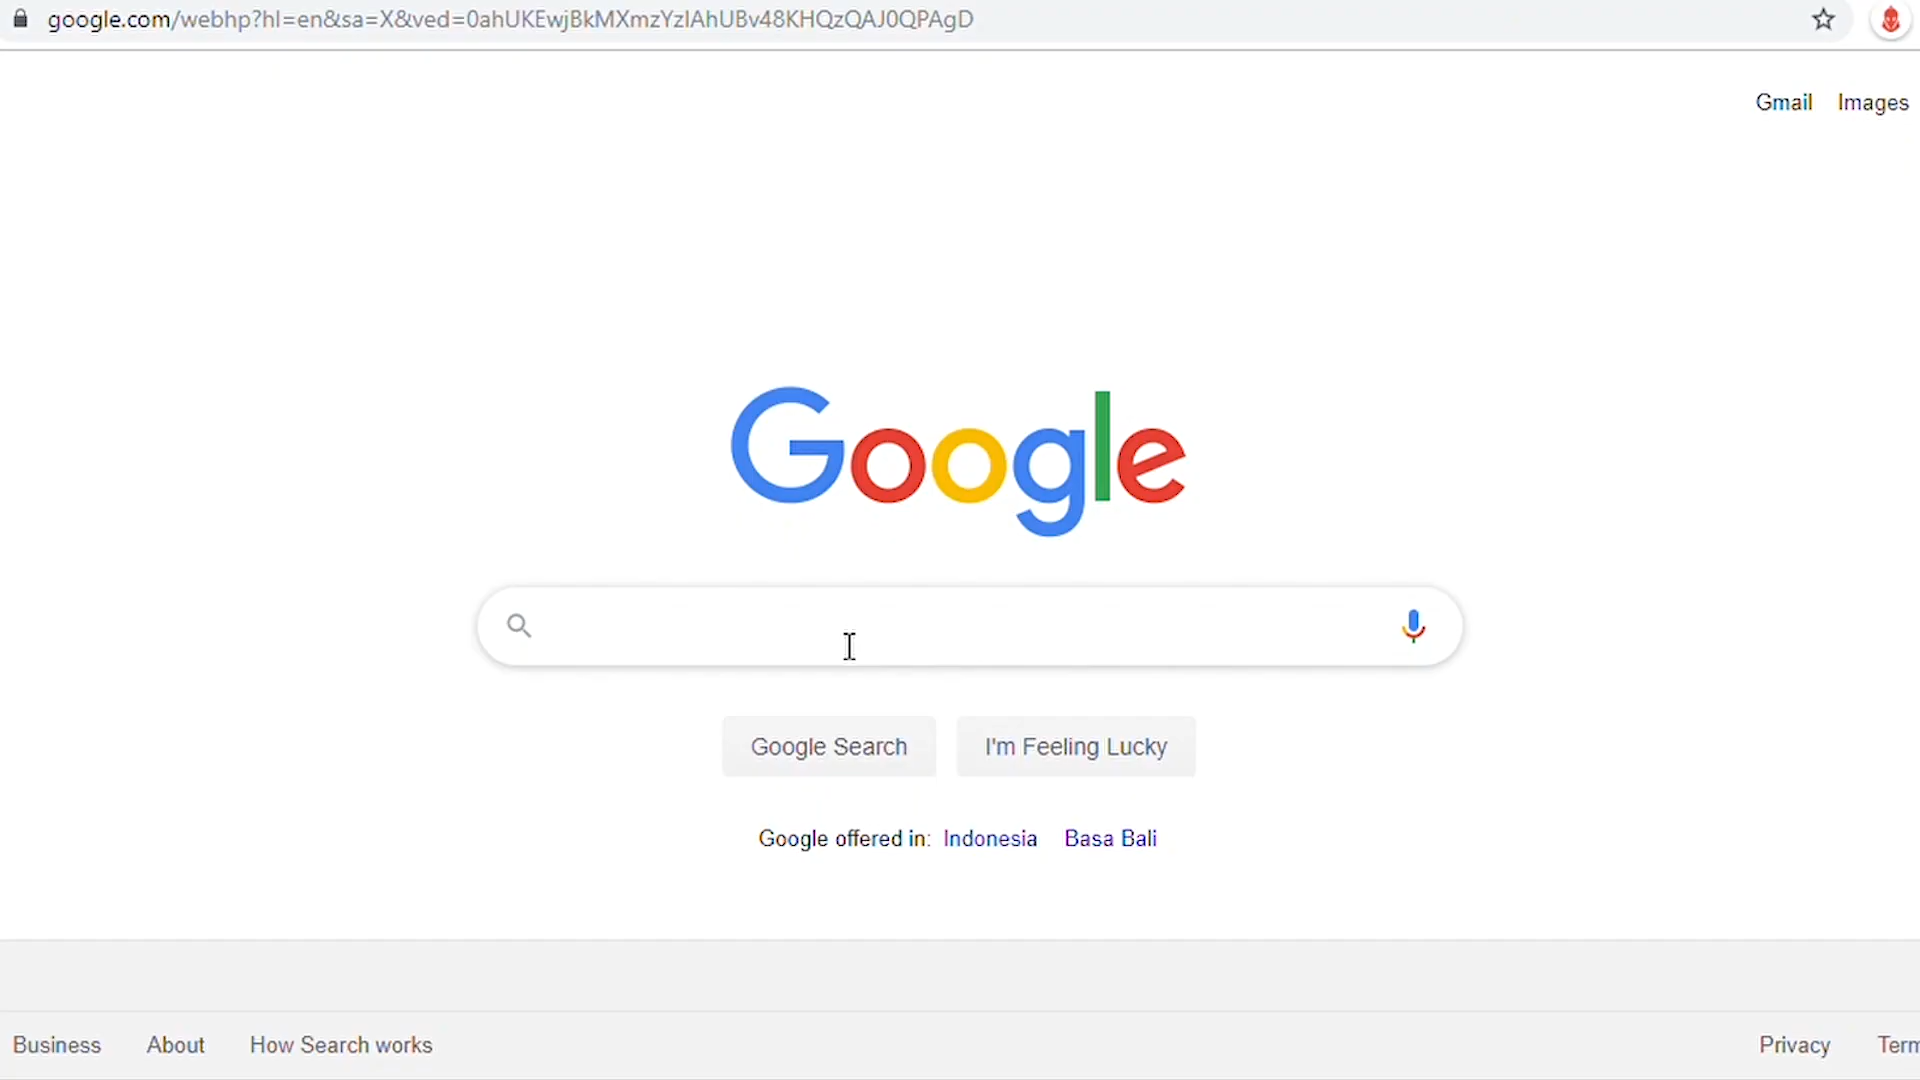 google.com/webhp?hl=en&sa=X&ved=0ahUKEwjBkMXmzYzIAhUBv48KHQzQAJ0QPAgD
Gmail Images
Google
Google Search I'm Feeling Lucky
Google offered in: Indonesia Basa Bali
Business About How Search works
Privacy Term